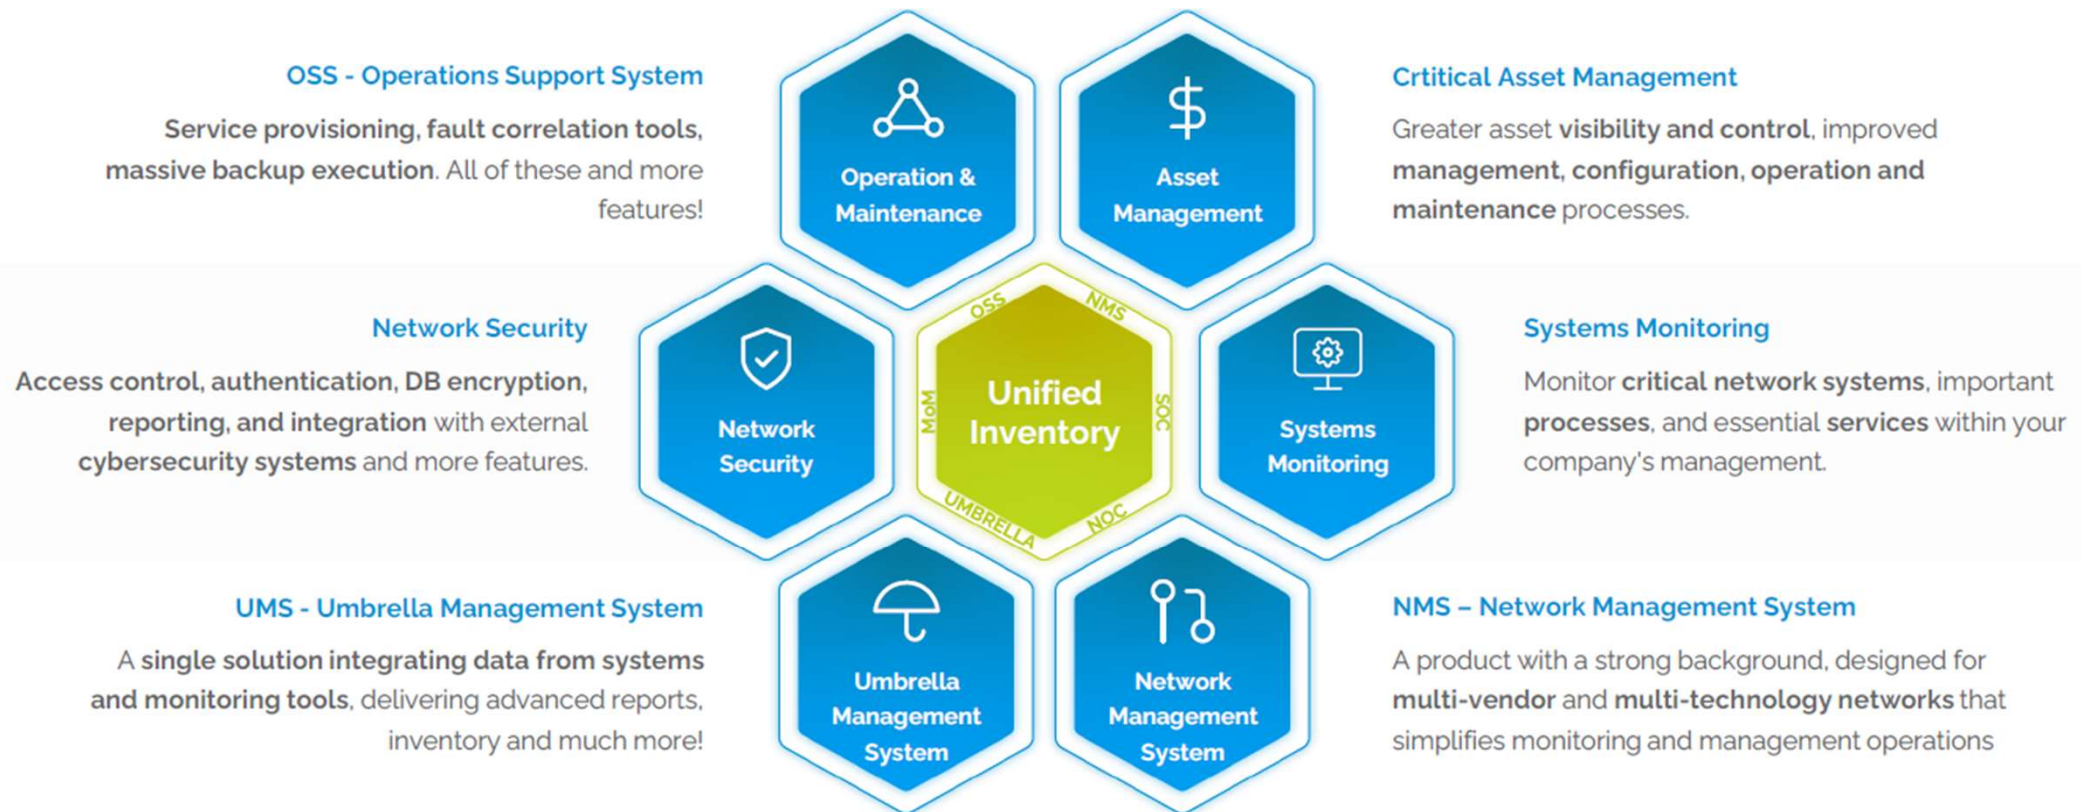 OSS - Operations Support System
Service provisioning, fault correlation tools,
massive backup execution. All of these and more
features!
Operation &
Maintenance
Asset
Management
Crtitical Asset Management
Greater asset visibility and control, improved
management, configuration, operation and
maintenance processes.
Network Security
Access control, authentication, DB encryption,
reporting, and integration with external
cybersecurity systems and more features.
Network
Security
OSS
NMS
MoM
Unified
Inventory
SOC
UMBRELLA
NOC
Systems
Monitoring
Systems Monitoring
Monitor critical network systems, important
processes, and essential services within your
company's management.
UMS - Umbrella Management System
A single solution integrating data from systems
and monitoring tools, delivering advanced reports,
inventory and much more!
Umbrella
Management
System
Network
Management
System
NMS – Network Management System
A product with a strong background, designed for
multi-vendor and multi-technology networks that
simplifies monitoring and management operations